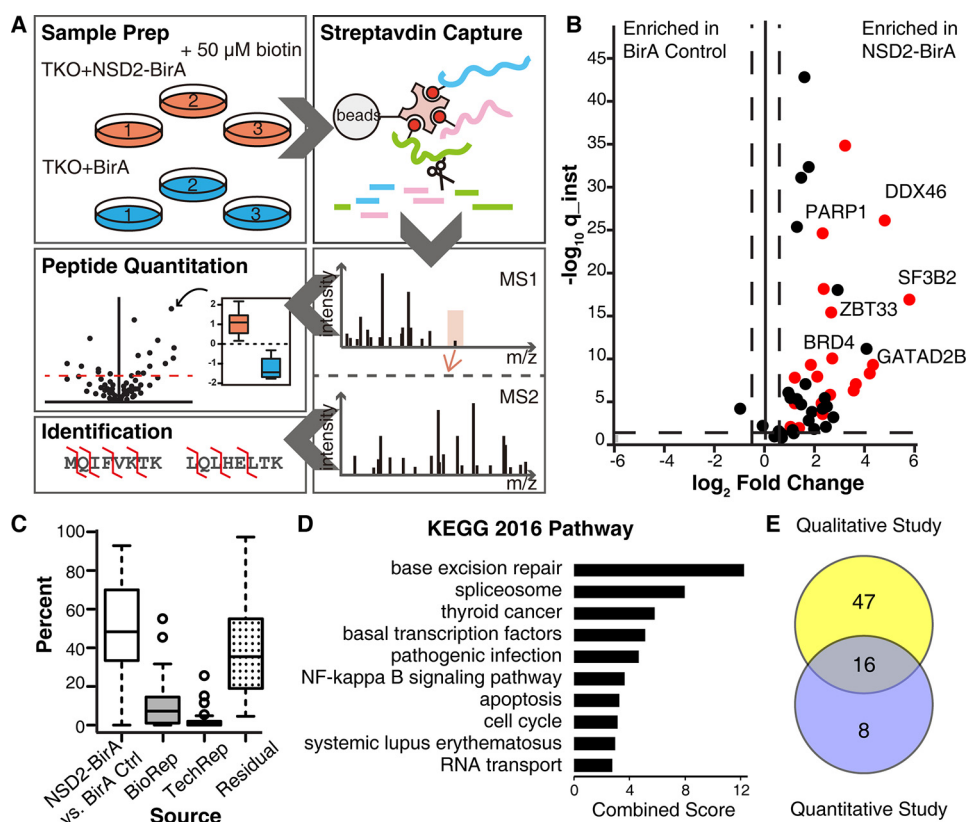 A
Sample Prep
+ 50 µM biotin
TKO+NSD2-BirA
1
2
3
TKO+BirA
1
2
3
Streptavdin Capture
beads
Peptide Quantitation
2
1
0
-1
-2
intensity
MS1
m/z
intensity
MS2
m/z
Identification
MQIFVKTK LQIHELTK
B
Enriched in
BirA Control
Enriched in
NSD2-BirA
-log10 q_inst
45
40
35
30
25
20
15
10
5
0
DDX46
PARP1
SF3B2
ZBT33
BRD4
GATAD2B
-6 -4 -2 0 2 4 6
log2 Fold Change
C
Percent
100
80
60
40
20
0
NSD2-BirA
vs. BirA Ctrl
BioRep
TechRep
Residual
Source
D
KEGG 2016 Pathway
base excision repair
spliceosome
thyroid cancer
basal transcription factors
pathogenic infection
NF-kappa B signaling pathway
apoptosis
cell cycle
systemic lupus erythematosus
RNA transport
0 4 8 12
Combined Score
E
Qualitative Study
47
16
8
Quantitative Study